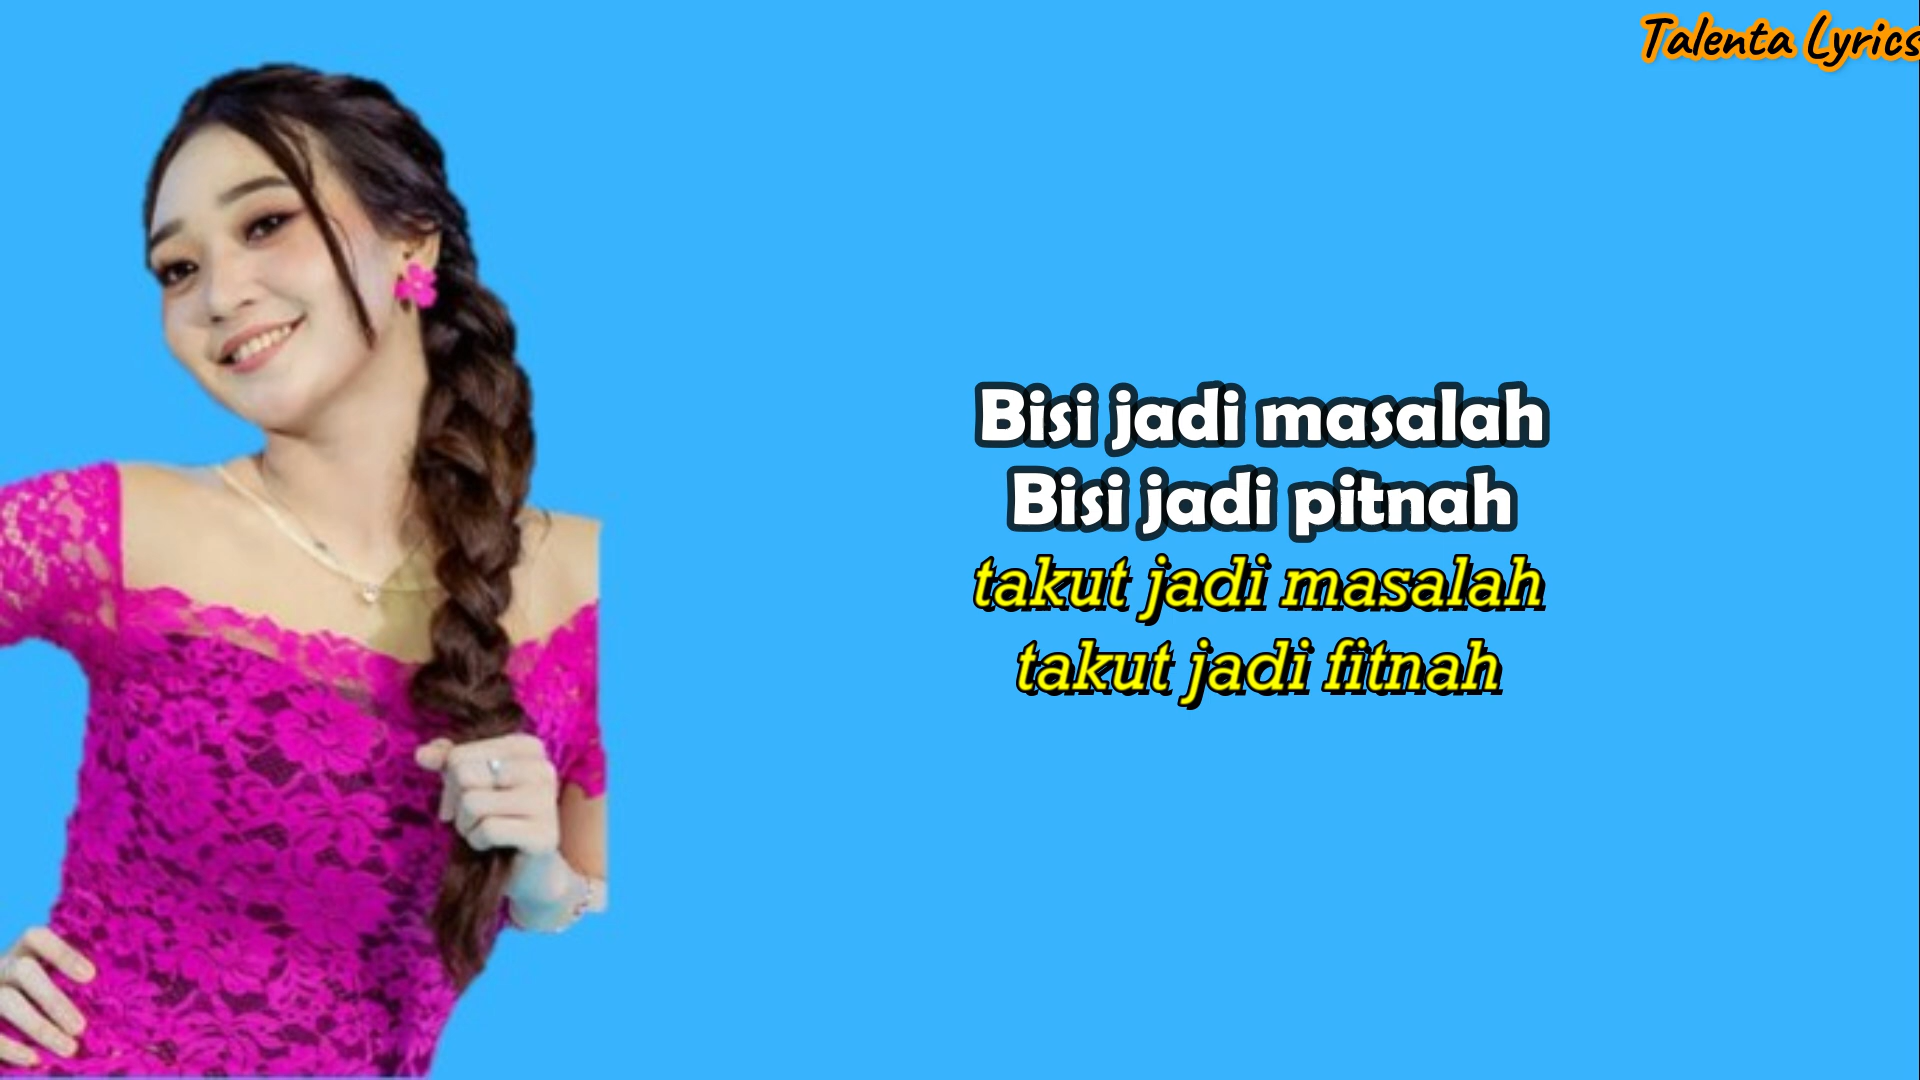 Talenta Lyrics
Bisi jadi masalah
Bisi jadi pitnah
takut jadi masalah
takut jadi fitnah